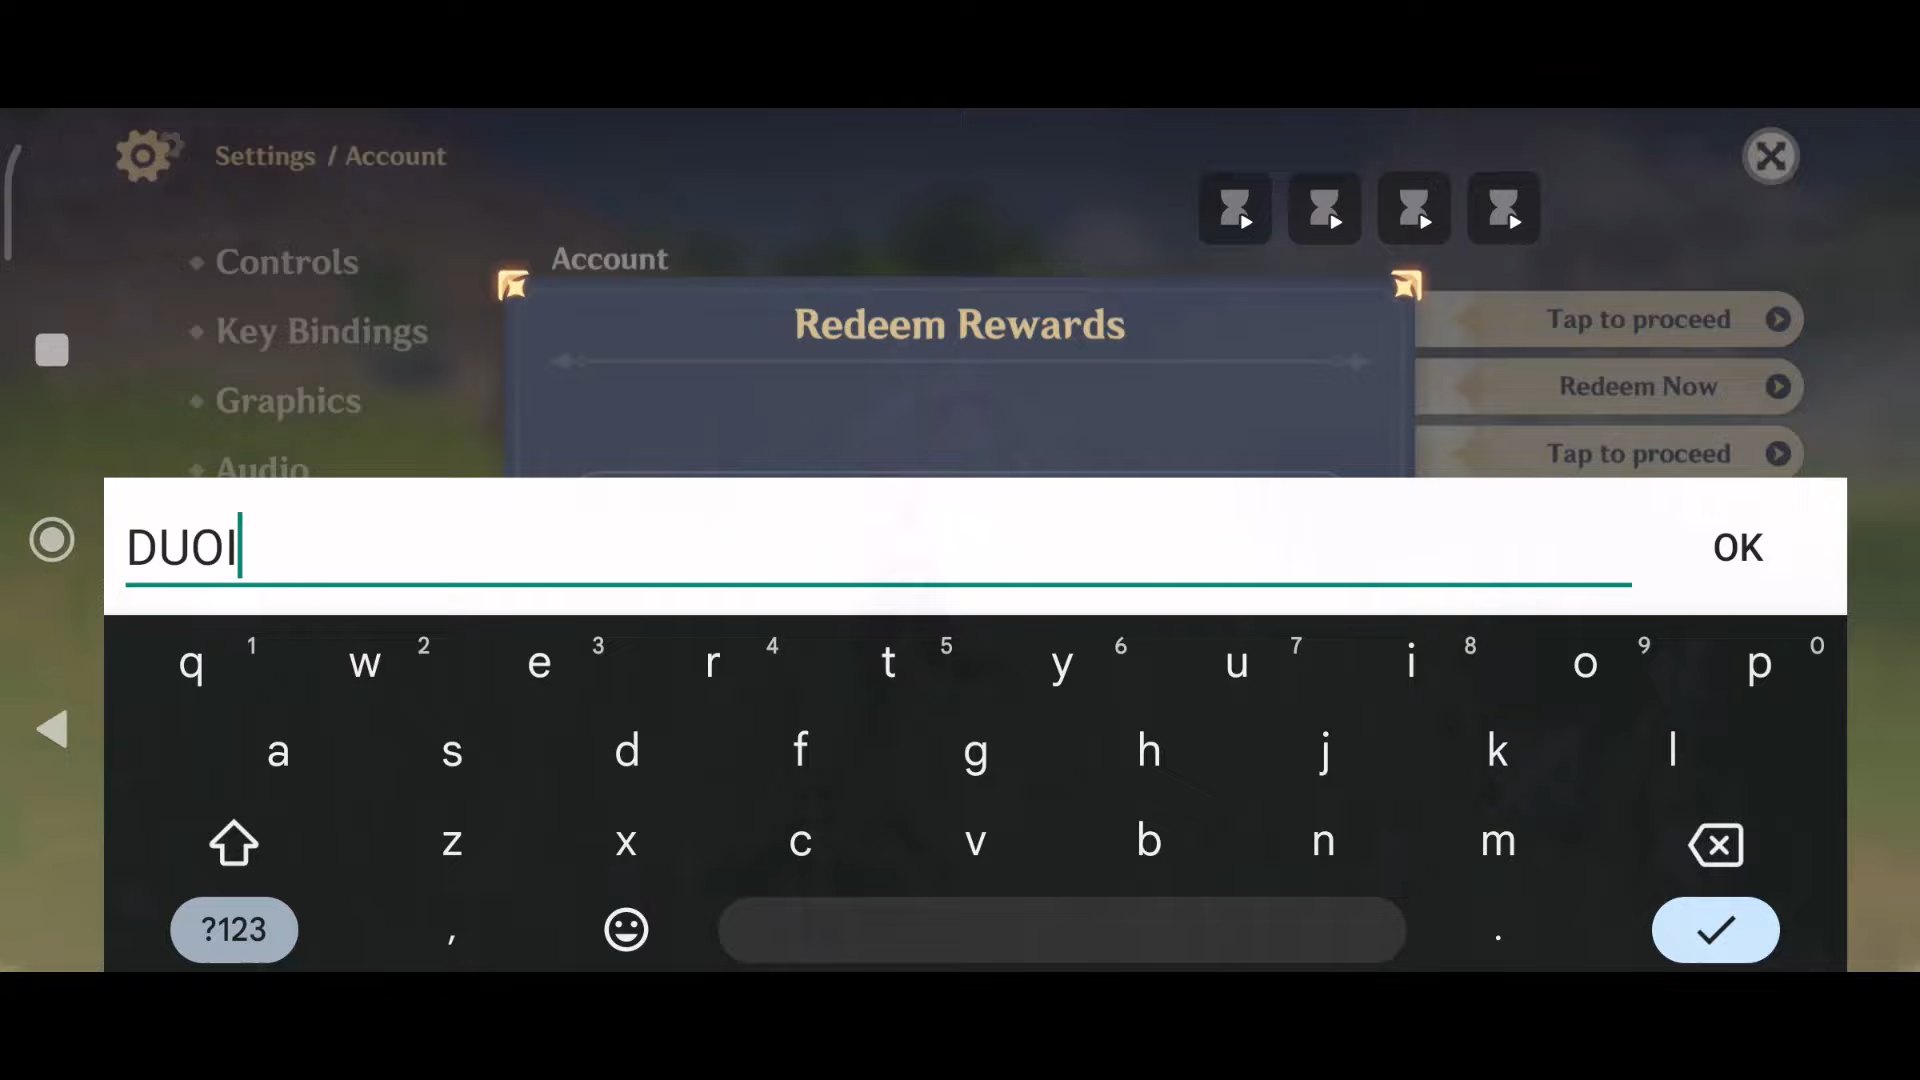 Settings / Account
Controls
Account
Redeem Rewards
Tap to proceed
Key Bindings
Redeem Now
Graphics
Tap to proceed
Audio
DUOI
OK
q 1 w 2 e 3 r 4 t 5 y 6 u 7 i 8 o 9 p 0
a s d f g h j k l
z x c v b n m
?123 , .